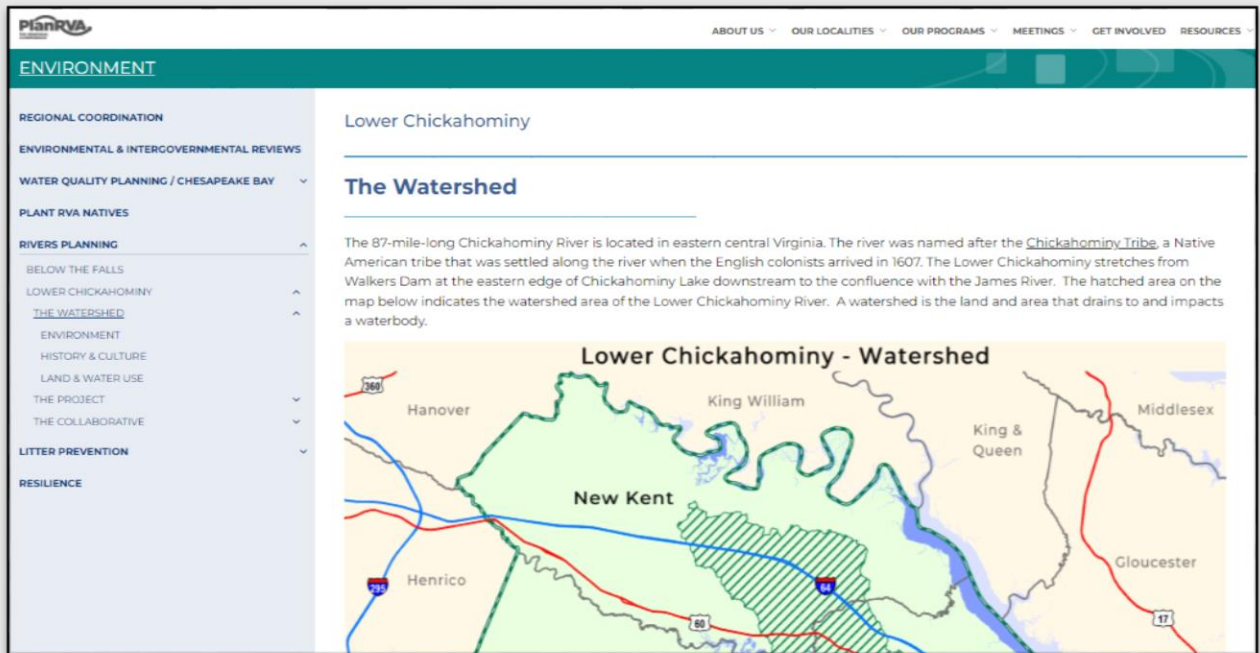 PlanRVA
ABOUT US OUR LOCALITIES OUR PROGRAMS MEETINGS GET INVOLVED RESOURCES
ENVIRONMENT
REGIONAL COORDINATION
ENVIRONMENTAL & INTERGOVERNMENTAL REVIEWS
WATER QUALITY PLANNING / CHESAPEAKE BAY
PLANT RVA NATIVES
RIVERS PLANNING
BELOW THE FALLS
LOWER CHICKAHOMINY
THE WATERSHED
ENVIRONMENT
HISTORY & CULTURE
LAND & WATER USE
THE PROJECT
THE COLLABORATIVE
LITTER PREVENTION
RESILIENCE
Lower Chickahominy
The Watershed
The 87-mile-long Chickahominy River is located in eastern central Virginia. The river was named after the Chickahominy Tribe, a Native
American tribe that was settled along the river when the English colonists arrived in 1607. The Lower Chickahominy stretches from
Walkers Dam at the eastern edge of Chickahominy Lake downstream to the confluence with the James River. The hatched area on the
map below indicates the watershed area of the Lower Chickahominy River. A watershed is the land and area that drains to and impacts
a waterbody.
Lower Chickahominy - Watershed
360
Hanover
King William
Middlesex
King &
Queen
New Kent
Gloucester
Henrico
295
64
60
17